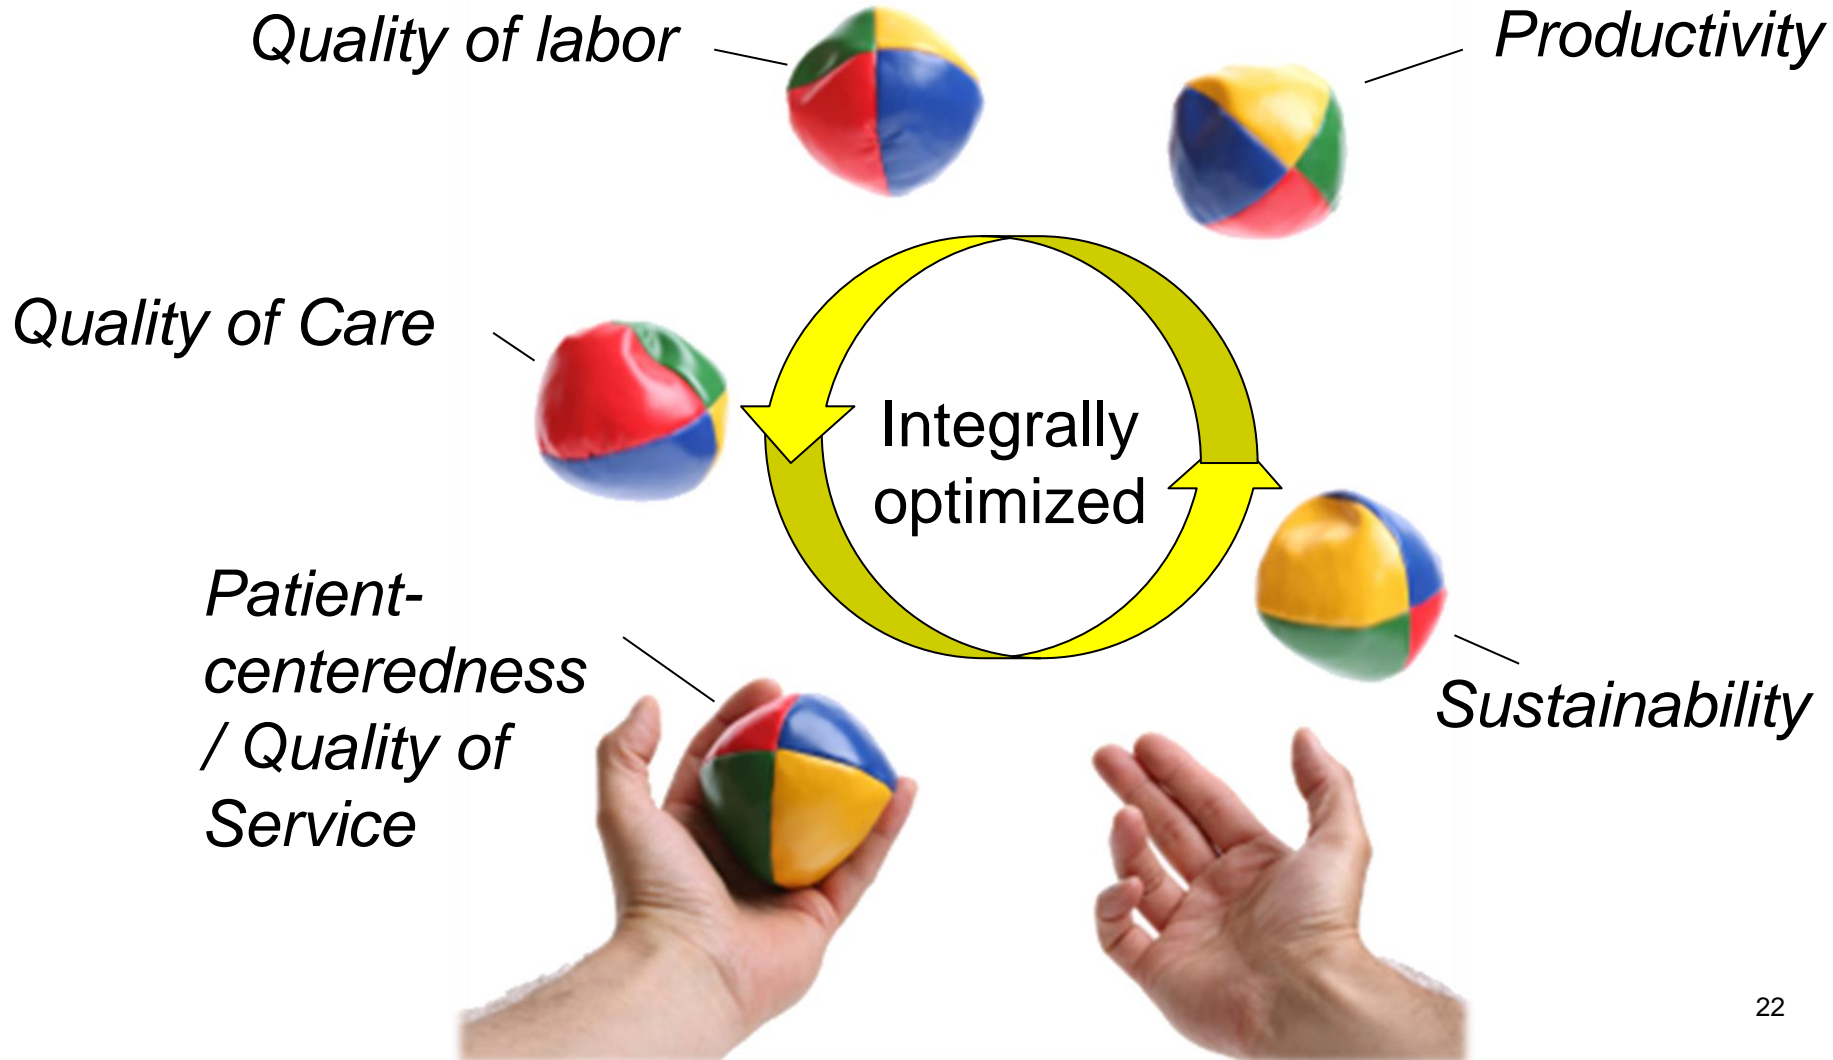 Quality of labor
Productivity
Quality of Care
Integrally
optimized
Patient-
centeredness
/ Quality of
Service
Sustainability
22